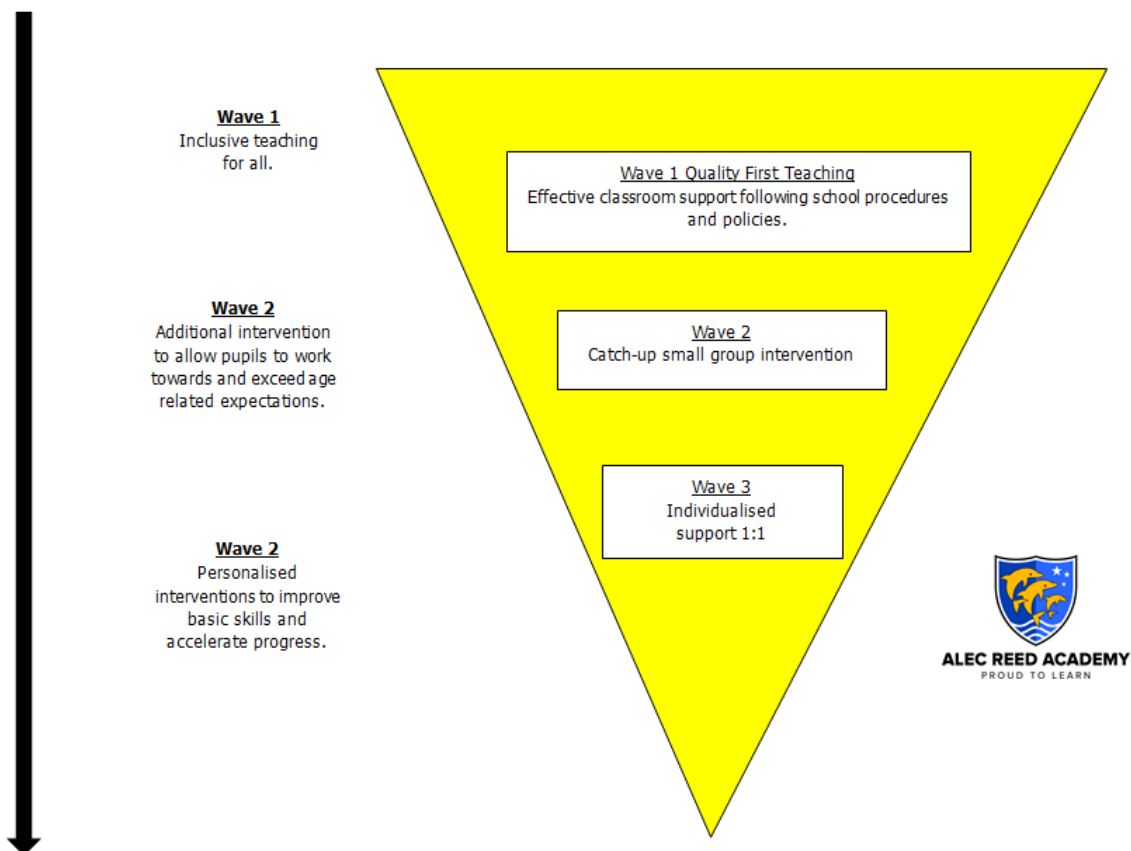 Wave 1
Inclusive teaching
for all.
Wave 1 Quality First Teaching
Effective classroom support following school procedures
and policies.
Wave 2
Additional intervention
to allow pupils to work
towards and exceed age
related expectations.
Wave 2
Catch-up small group intervention
Wave 3
Individualised
support 1:1
Wave 2
Personalised
interventions to improve
basic skills and
accelerate progress.
ALEC REED ACADEMY
PROUD TO LEARN